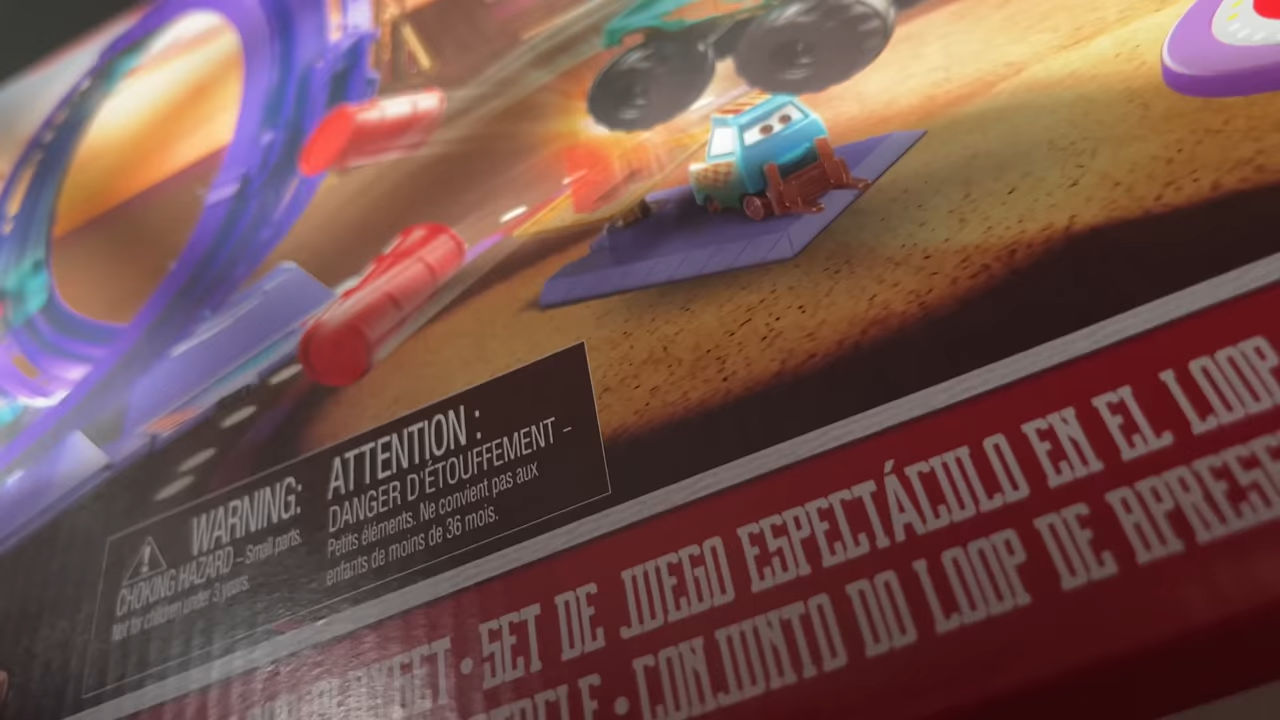 WARNING:
CHOKING HAZARD – Small parts.
Not for children under 3 years.
ATTENTION :
DANGER D'ÉTOUFFEMENT –
Petits éléments. Ne convient pas aux
enfants de moins de 36 mois.
PLAYSET • SET DE JUEGO ESPECTÁCULO EN EL LOOP
• CONJUNTO DO LOOP DE